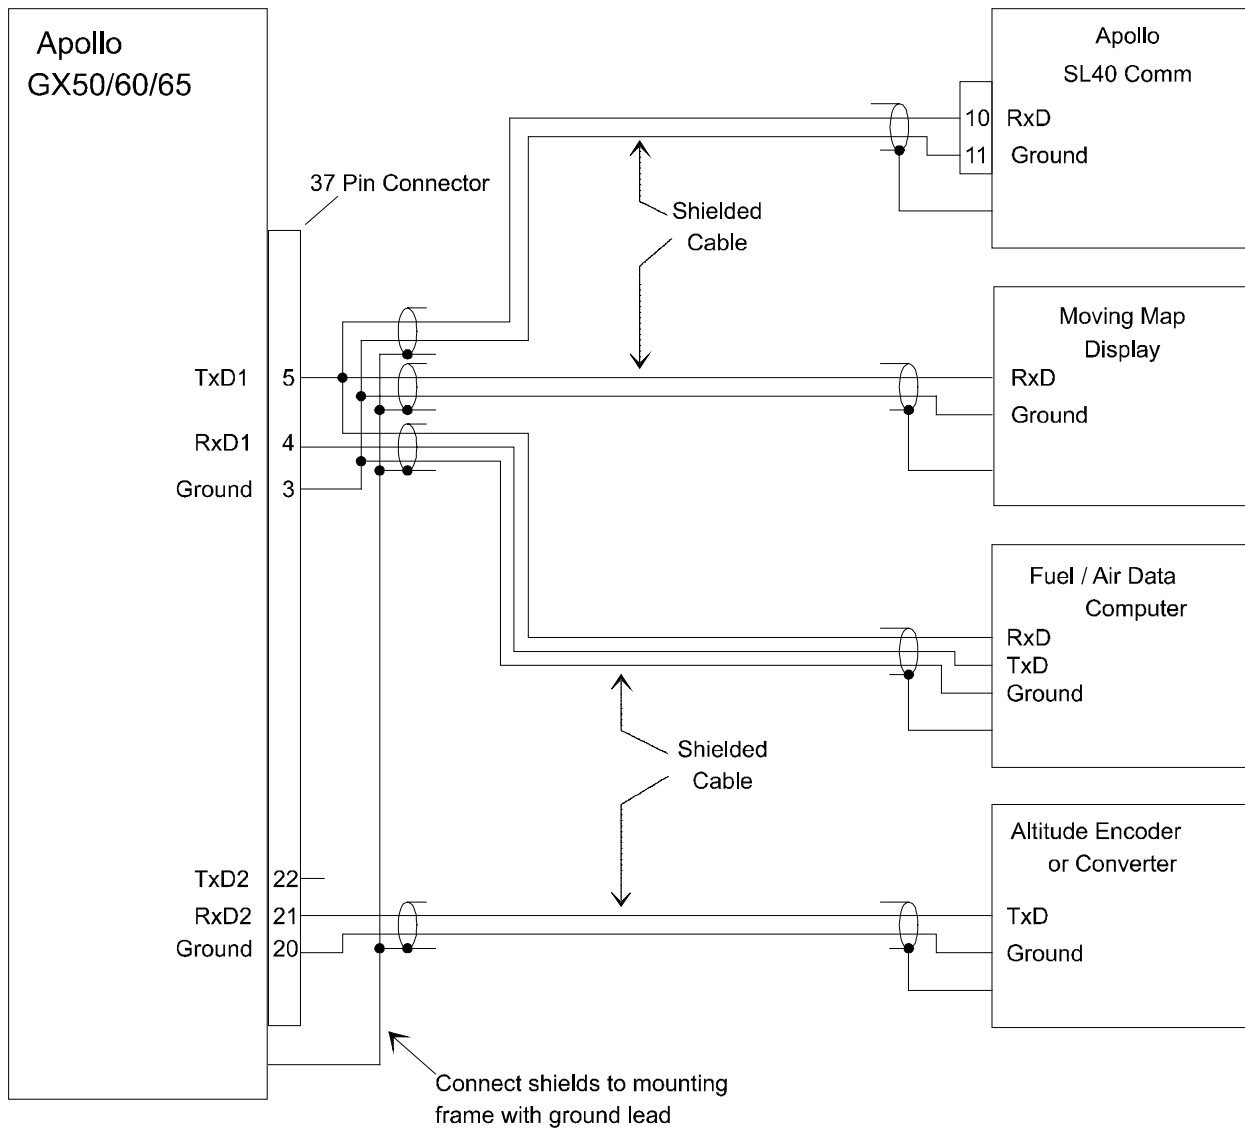 Apollo
GX50/60/65
37 Pin Connector
TxD1 5
RxD1 4
Ground 3
TxD2 22
RxD2 21
Ground 20
Shielded
Cable
Shielded
Cable
Connect shields to mounting
frame with ground lead
Apollo
SL40 Comm
10 RxD
11 Ground
Moving Map
Display
RxD
Ground
Fuel / Air Data
Computer
RxD
TxD
Ground
Altitude Encoder
or Converter
TxD
Ground